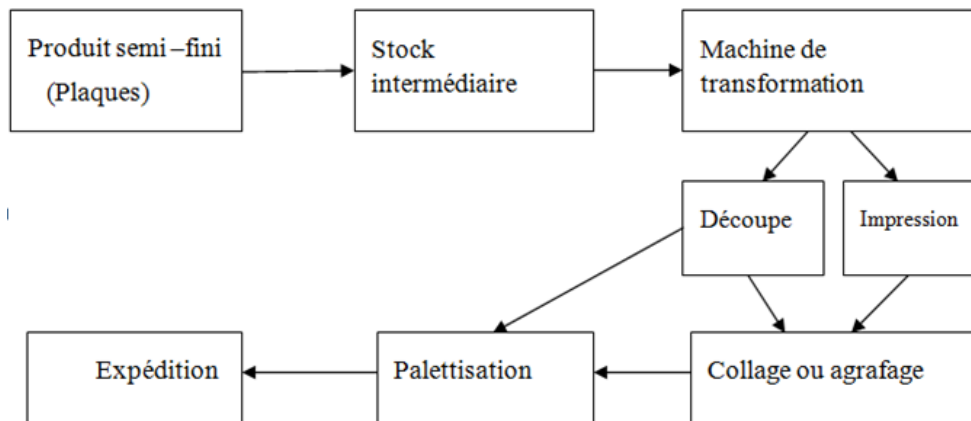 Produit semi –fini
(Plaques)
Stock
intermédiaire
Machine de
transformation
Découpe
Impression
Expédition
Palettisation
Collage ou agrafage